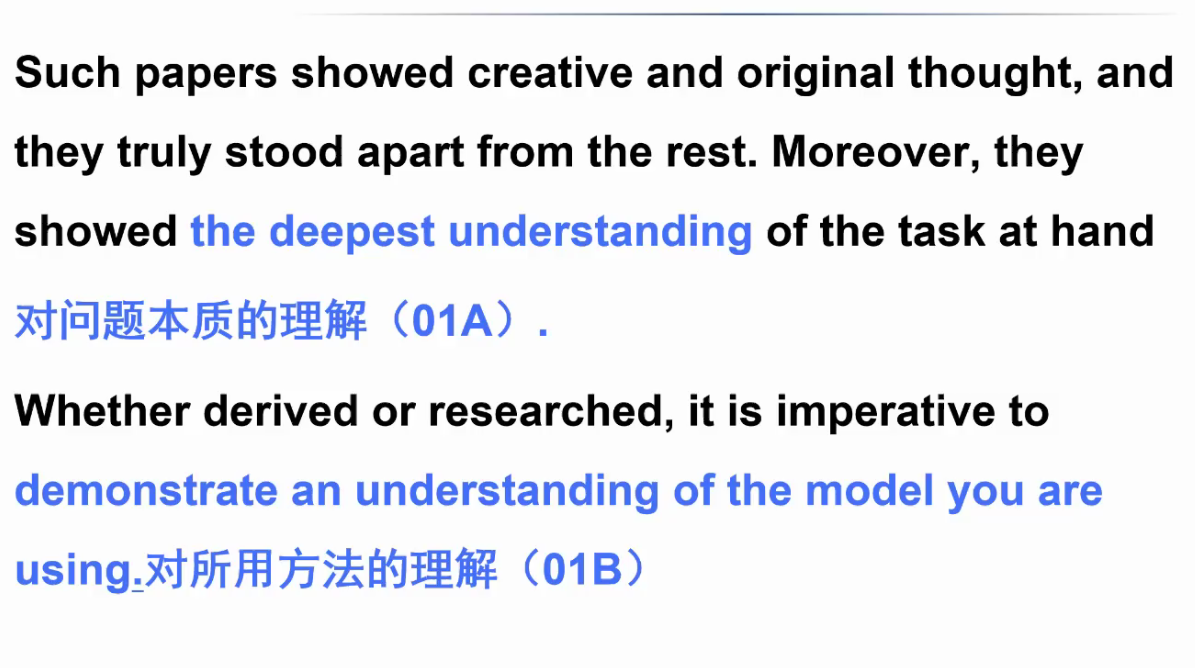 Such papers showed creative and original thought, and
they truly stood apart from the rest. Moreover, they
showed the deepest understanding of the task at hand
对问题本质的理解（01A）.
Whether derived or researched, it is imperative to
demonstrate an understanding of the model you are
using.对所用方法的理解（01B）